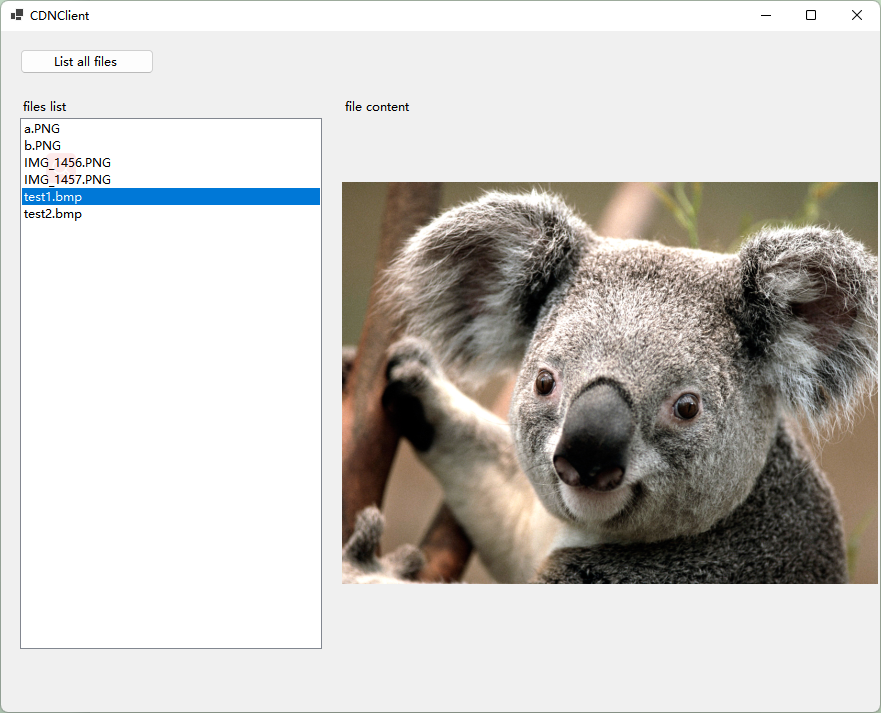 CDNClient
List all files
files list
file content
a.PNG
b.PNG
IMG_1456.PNG
IMG_1457.PNG
test1.bmp
test2.bmp